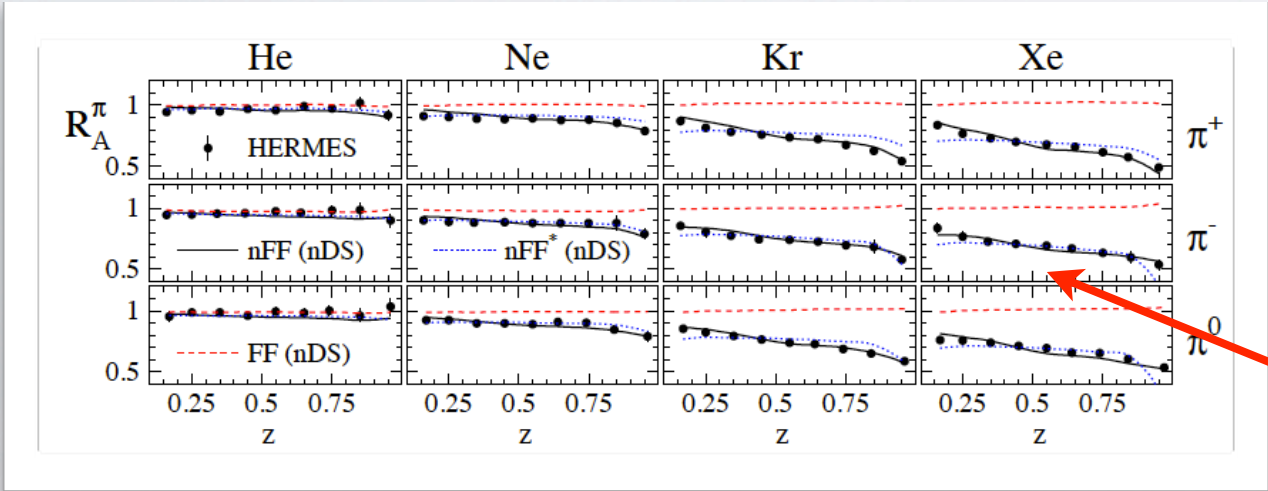 He Ne Kr Xe
R_A^π 1 HERMES π⁺
0.5
1 π⁻
nFF (nDS) nFF* (nDS)
0.5
1 π⁰
FF (nDS)
0.5
0.25 0.5 0.75 0.25 0.5 0.75 0.25 0.5 0.75 0.25 0.5 0.75
z z z z